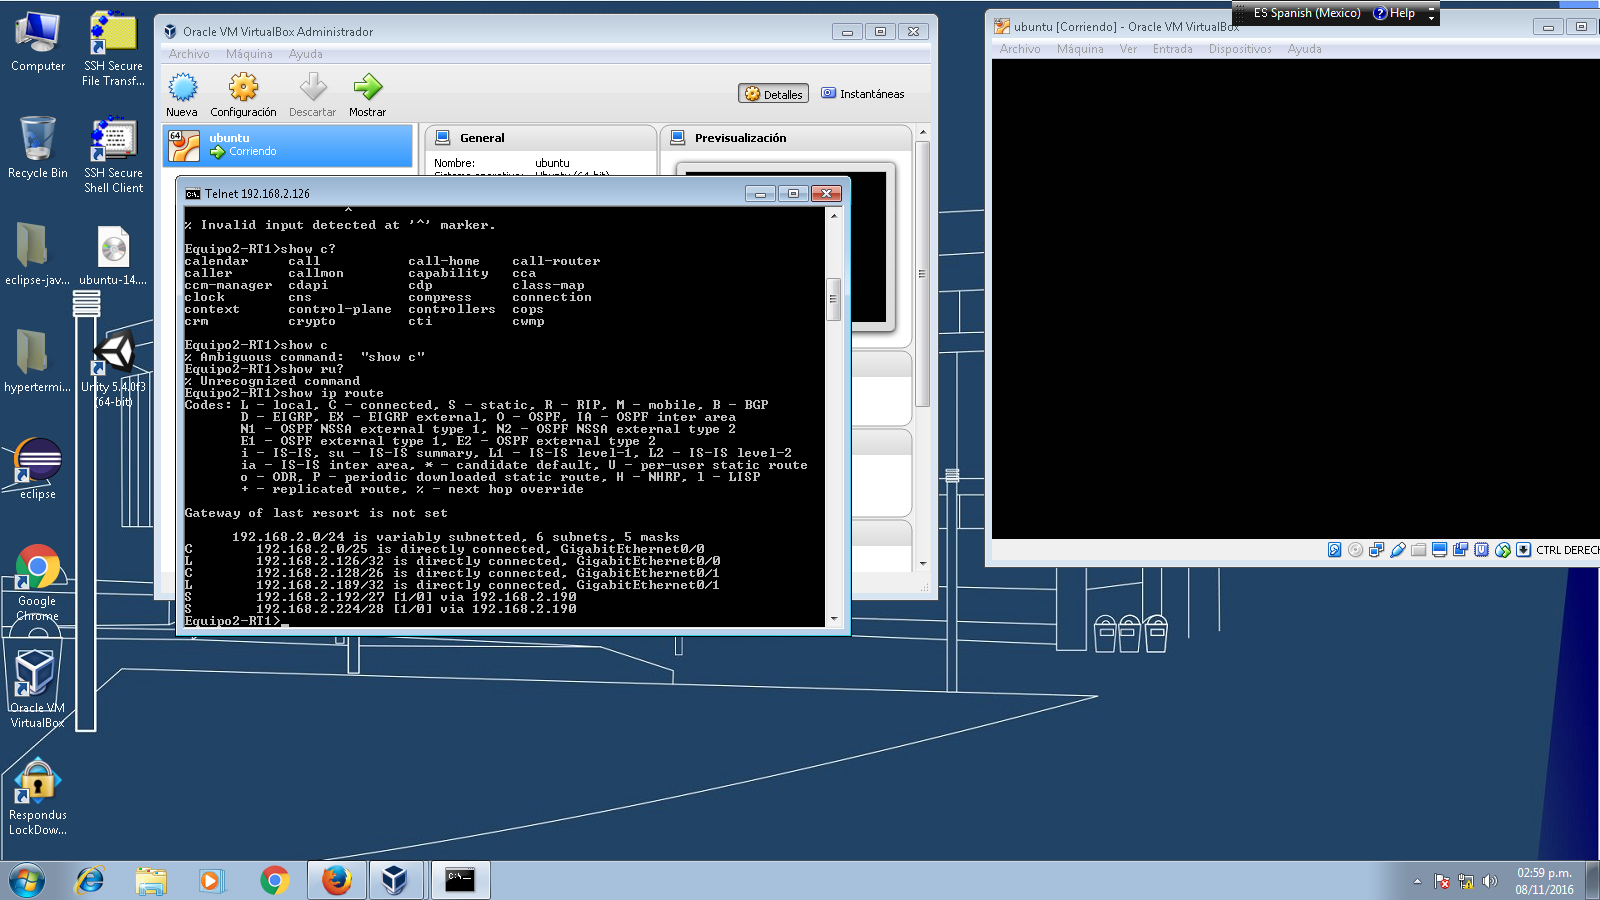 Computer
SSH Secure
File Transf...
Recycle Bin
SSH Secure
Shell Client
eclipse-jav...
ubuntu-14....
hypertermi...
Unity 5.4.0f3
(64-bit)
eclipse
Google
Chrome
Oracle VM
VirtualBox
Respondus
LockDow...
Oracle VM VirtualBox Administrador
Archivo Máquina Ayuda
Nueva Configuración Descartar Mostrar
Detalles Instantáneas
64
ubuntu
Corriendo
General
Nombre: ubuntu
Sistema operativo: Ubuntu (64-bit)
Previsualización
Telnet 192.168.2.126
^
% Invalid input detected at '^' marker.
Equipo2-RT1>show c?
calendar call call-home call-router
caller callmon capability cca
ccm-manager cdapi cdp class-map
clock cns compress connection
context control-plane controllers cops
crm crypto cti cwmp
Equipo2-RT1>show c
% Ambiguous command: "show c"
Equipo2-RT1>show ru?
% Unrecognized command
Equipo2-RT1>show ip route
Codes: L - local, C - connected, S - static, R - RIP, M - mobile, B - BGP
D - EIGRP, EX - EIGRP external, O - OSPF, IA - OSPF inter area
N1 - OSPF NSSA external type 1, N2 - OSPF NSSA external type 2
E1 - OSPF external type 1, E2 - OSPF external type 2
i - IS-IS, su - IS-IS summary, L1 - IS-IS level-1, L2 - IS-IS level-2
ia - IS-IS inter area, * - candidate default, U - per-user static route
o - ODR, P - periodic downloaded static route, H - NHRP, l - LISP
+ - replicated route, % - next hop override
Gateway of last resort is not set
192.168.2.0/24 is variably subnetted, 6 subnets, 5 masks
C 192.168.2.0/25 is directly connected, GigabitEthernet0/0
L 192.168.2.126/32 is directly connected, GigabitEthernet0/0
C 192.168.2.128/26 is directly connected, GigabitEthernet0/1
L 192.168.2.189/32 is directly connected, GigabitEthernet0/1
S 192.168.2.192/27 [1/0] via 192.168.2.190
S 192.168.2.224/28 [1/0] via 192.168.2.190
Equipo2-RT1>_
ES Spanish (Mexico) Help
ubuntu [Corriendo] - Oracle VM VirtualBox
Archivo Máquina Ver Entrada Dispositivos Ayuda
CTRL DERECH
C:\_
02:59 p.m.
08/11/2016